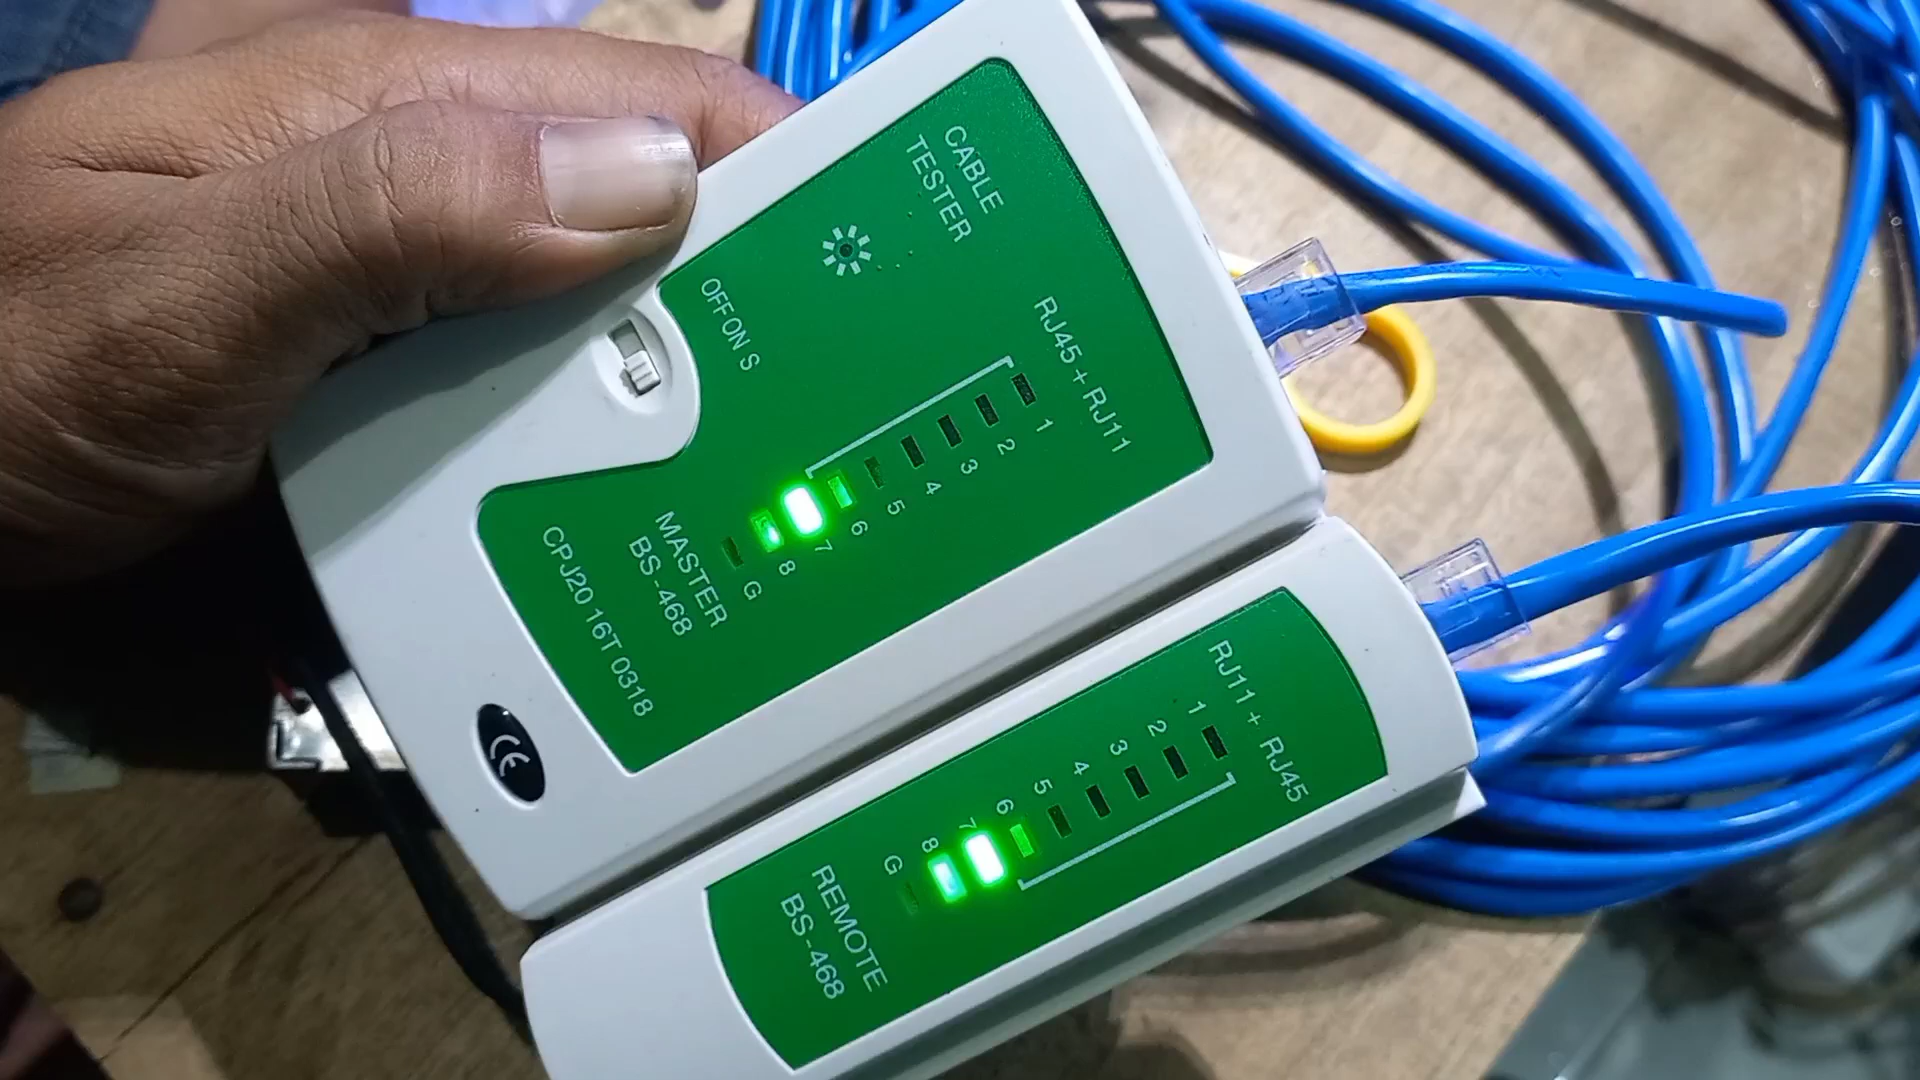 CABLE
TESTER
OFF ON S
RJ45 + RJ11
1
2
3
4
5
6
7
8
G
MASTER
BS-468
CPJ20 16T 0318
CE
RJ11 + RJ45
1
2
3
4
5
6
7
8
G
REMOTE
BS-468